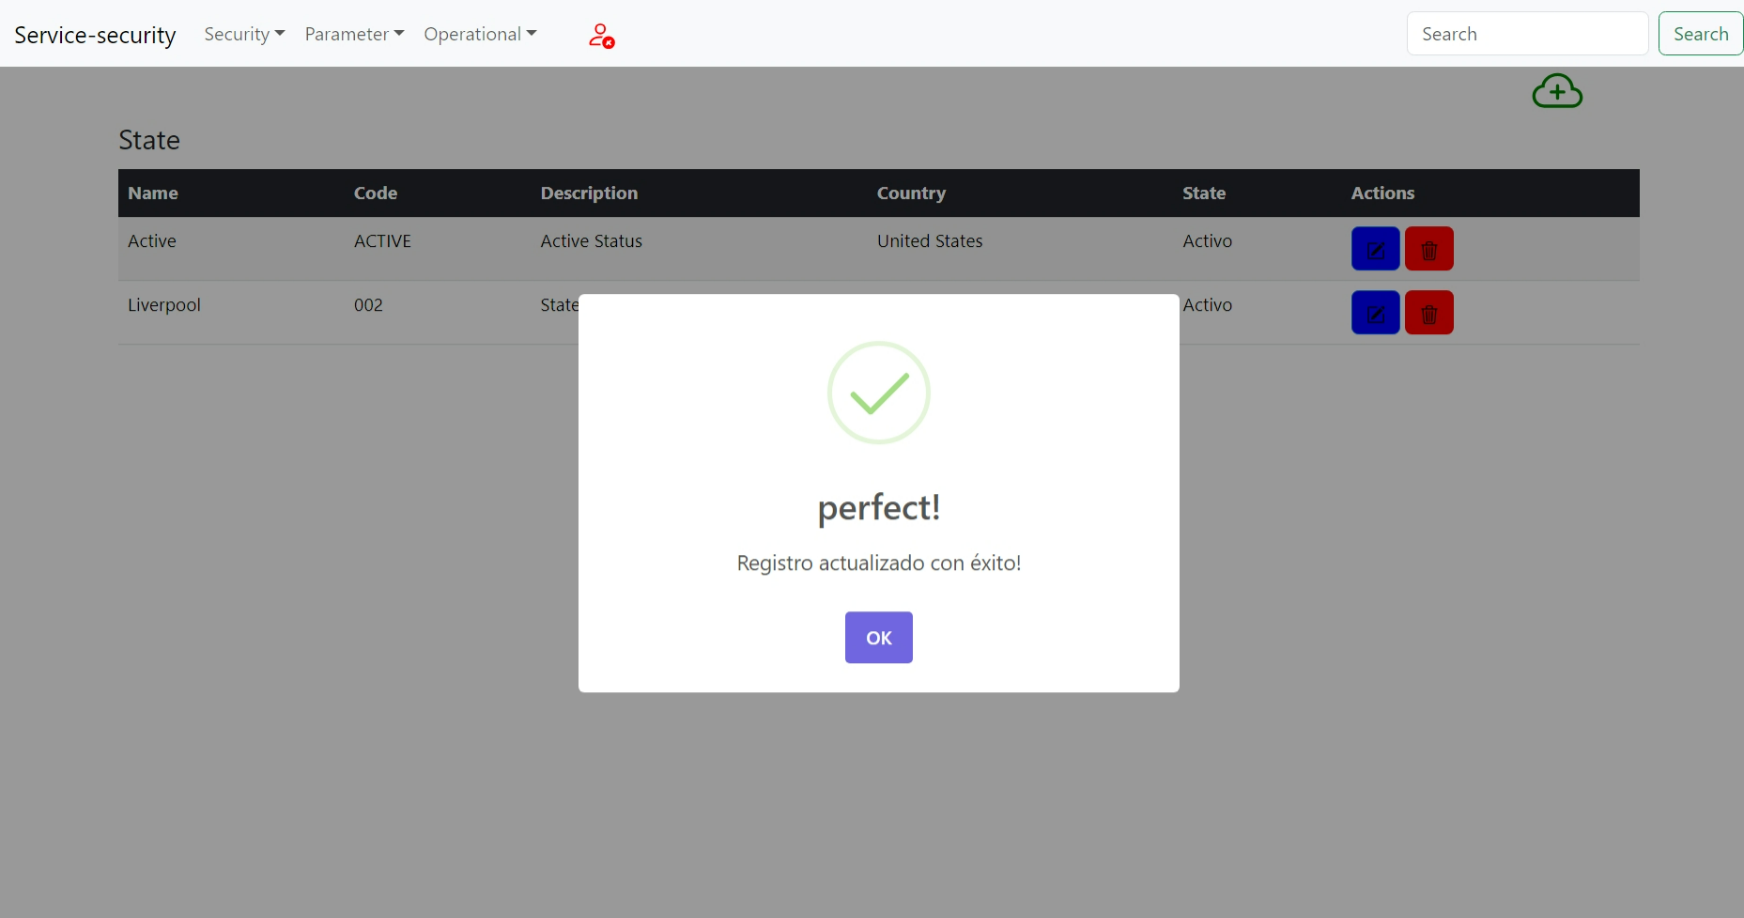 Service-security Security Parameter Operational Search Search
State
Name Code Description Country State Actions
Active ACTIVE Active Status United States Activo
Liverpool 002 State Activo
perfect!
Registro actualizado con éxito!
OK